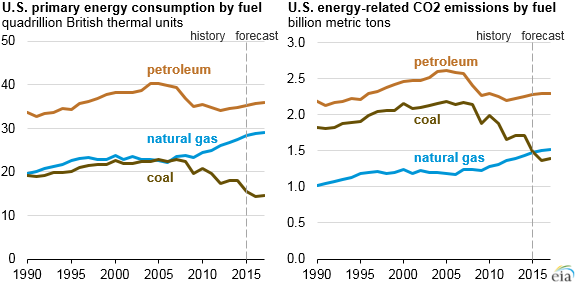 U.S. primary energy consumption by fuel
quadrillion British thermal units
50
history forecast
40
petroleum
30
natural gas
20
coal
10
0
1990 1995 2000 2005 2010 2015
U.S. energy-related CO2 emissions by fuel
billion metric tons
3.0
history forecast
petroleum
2.5
2.0
coal
1.5
natural gas
1.0
0.5
0.0
1990 1995 2000 2005 2010 2015
eia